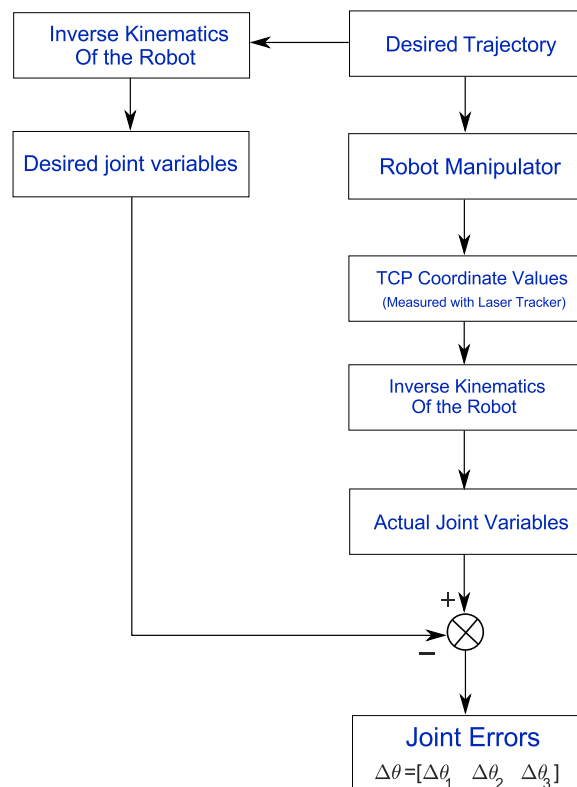 Inverse Kinematics
Of the Robot
Desired Trajectory
Desired joint variables
Robot Manipulator
TCP Coordinate Values
(Measured with Laser Tracker)
Inverse Kinematics
Of the Robot
Actual Joint Variables
+
−
Joint Errors
Δθ=[Δθ₁ Δθ₂ Δθ₃]